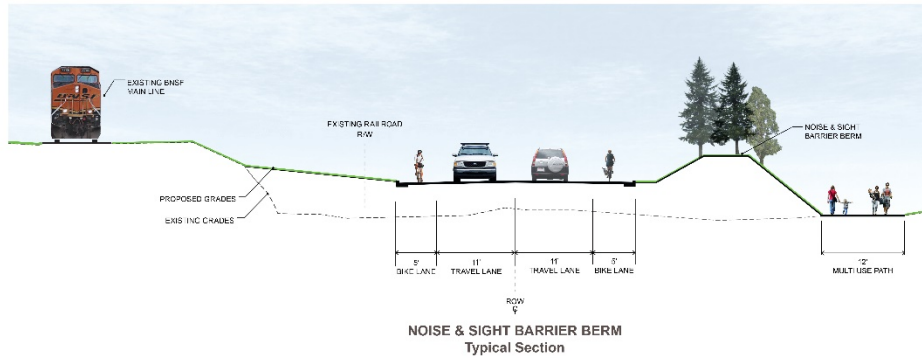 EXISTING BNSF
MAIN LINE
EXISTING RAILROAD
R/W
NOISE & SIGHT
BARRIER BERM
PROPOSED GRADES
EXISTING GRADES
5'
BIKE LANE
11'
TRAVEL LANE
11'
TRAVEL LANE
5'
BIKE LANE
12'
MULTI USE PATH
ROW
NOISE & SIGHT BARRIER BERM
Typical Section